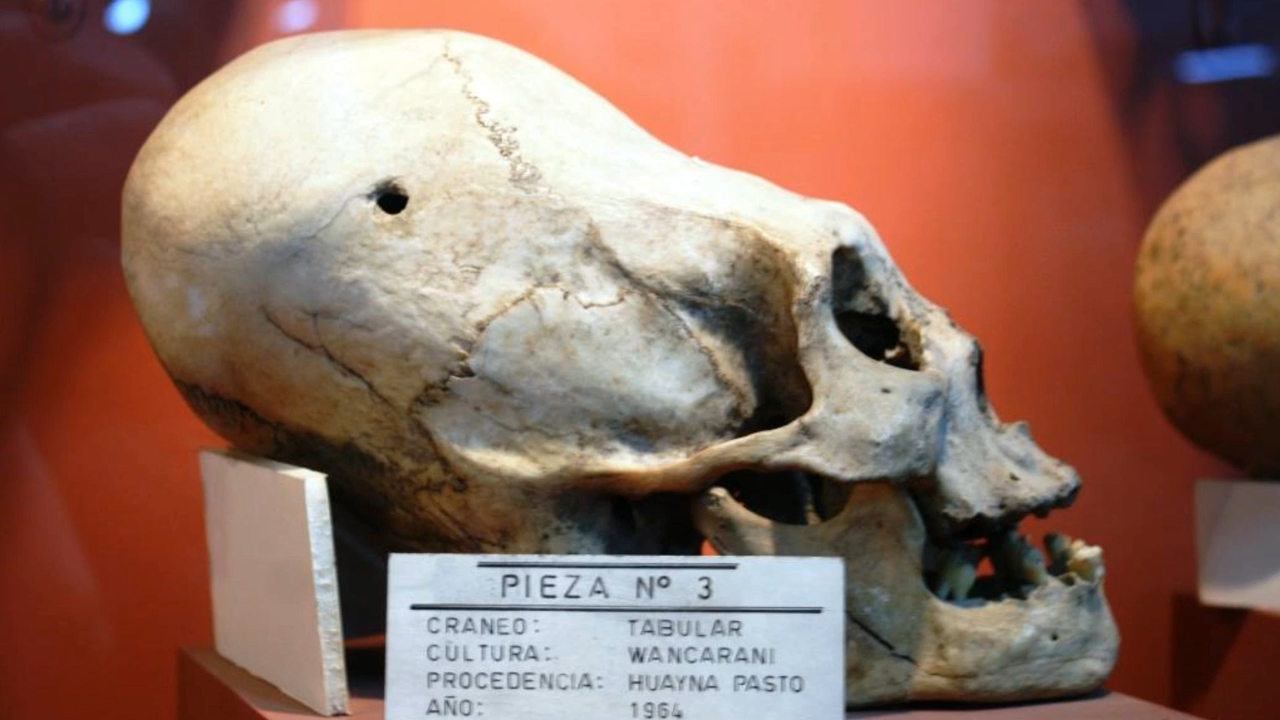 PIEZA Nº 3
CRANEO: TABULAR
CULTURA: WANCARANI
PROCEDENCIA: HUAYNA PASTO
AÑO: 1964